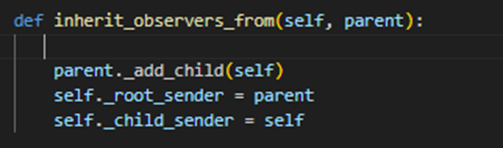 def inherit_observers_from(self, parent):
parent._add_child(self)
self._root_sender = parent
self._child_sender = self